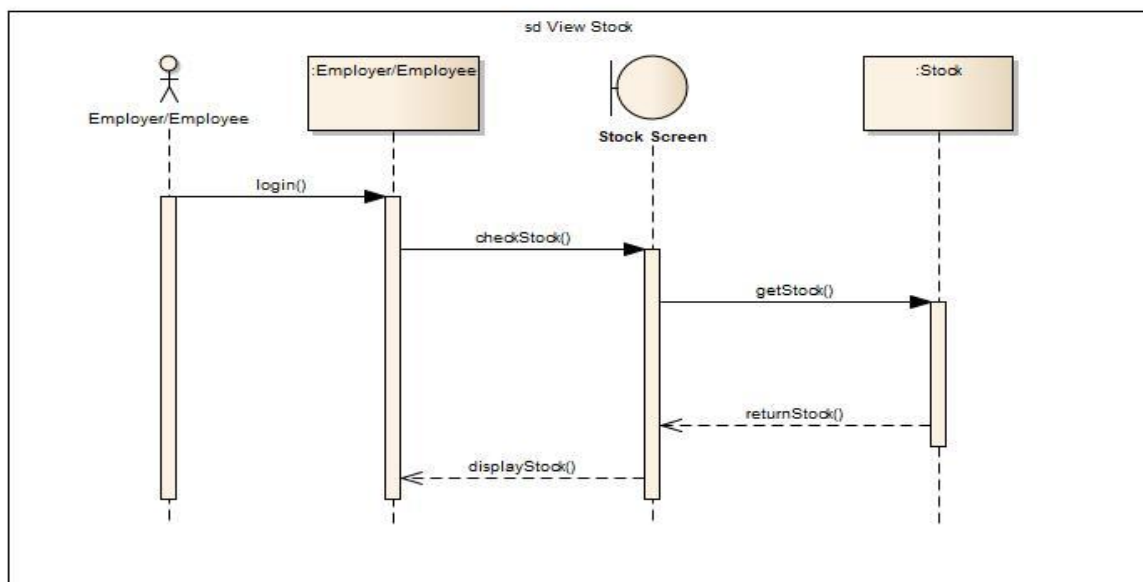 sd View Stock
:Employer/Employee
:Stock
Employer/Employee
Stock Screen
login()
checkStock()
getStock()
returnStock()
displayStock()